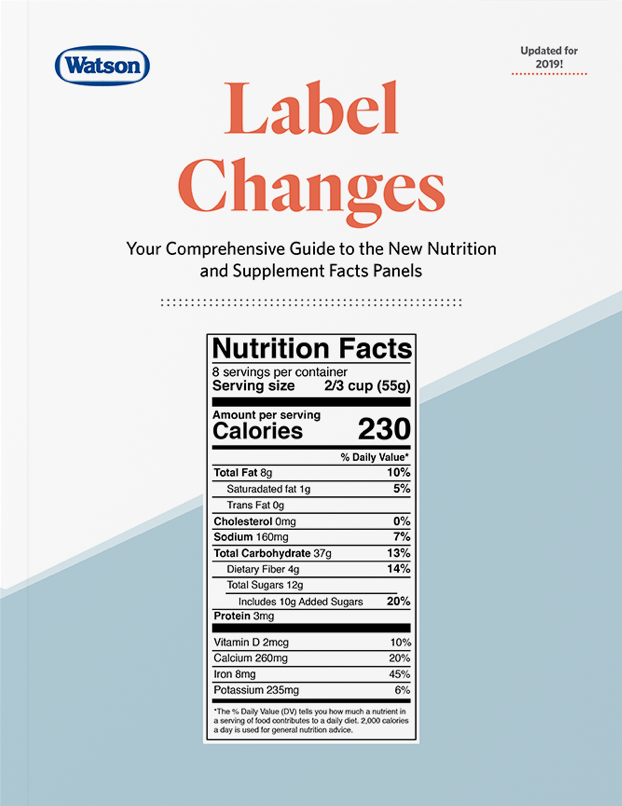 Watson
Updated for
2019!
Label
Changes
Your Comprehensive Guide to the New Nutrition
and Supplement Facts Panels
Nutrition Facts
8 servings per container
Serving size 2/3 cup (55g)
Amount per serving
Calories 230
% Daily Value*
Total Fat 8g 10%
Saturadated fat 1g 5%
Trans Fat 0g
Cholesterol 0mg 0%
Sodium 160mg 7%
Total Carbohydrate 37g 13%
Dietary Fiber 4g 14%
Total Sugars 12g
Includes 10g Added Sugars 20%
Protein 3mg
Vitamin D 2mcg 10%
Calcium 260mg 20%
Iron 8mg 45%
Potassium 235mg 6%
*The % Daily Value (DV) tells you how much a nutrient in
a serving of food contributes to a daily diet. 2,000 calories
a day is used for general nutrition advice.